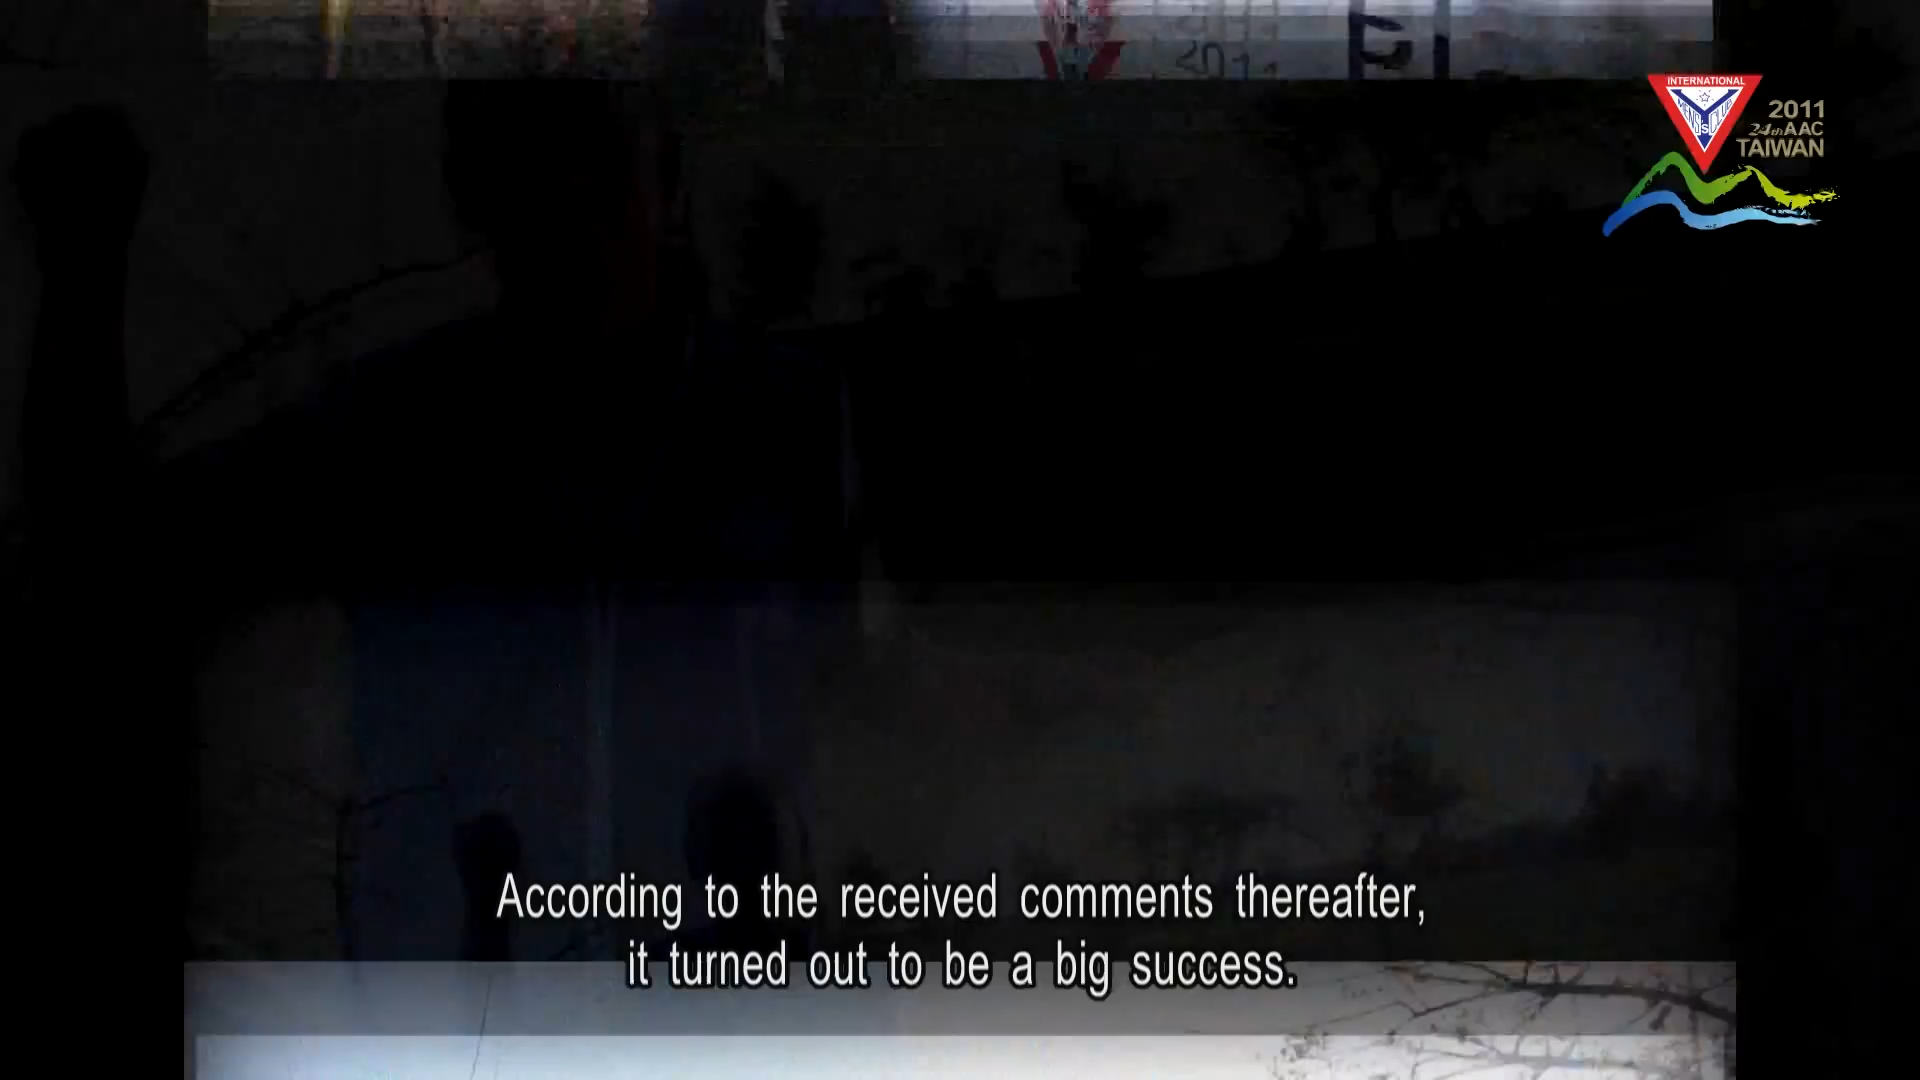 INTERNATIONAL
2011
24th AAC
TAIWAN
According to the received comments thereafter,
it turned out to be a big success.